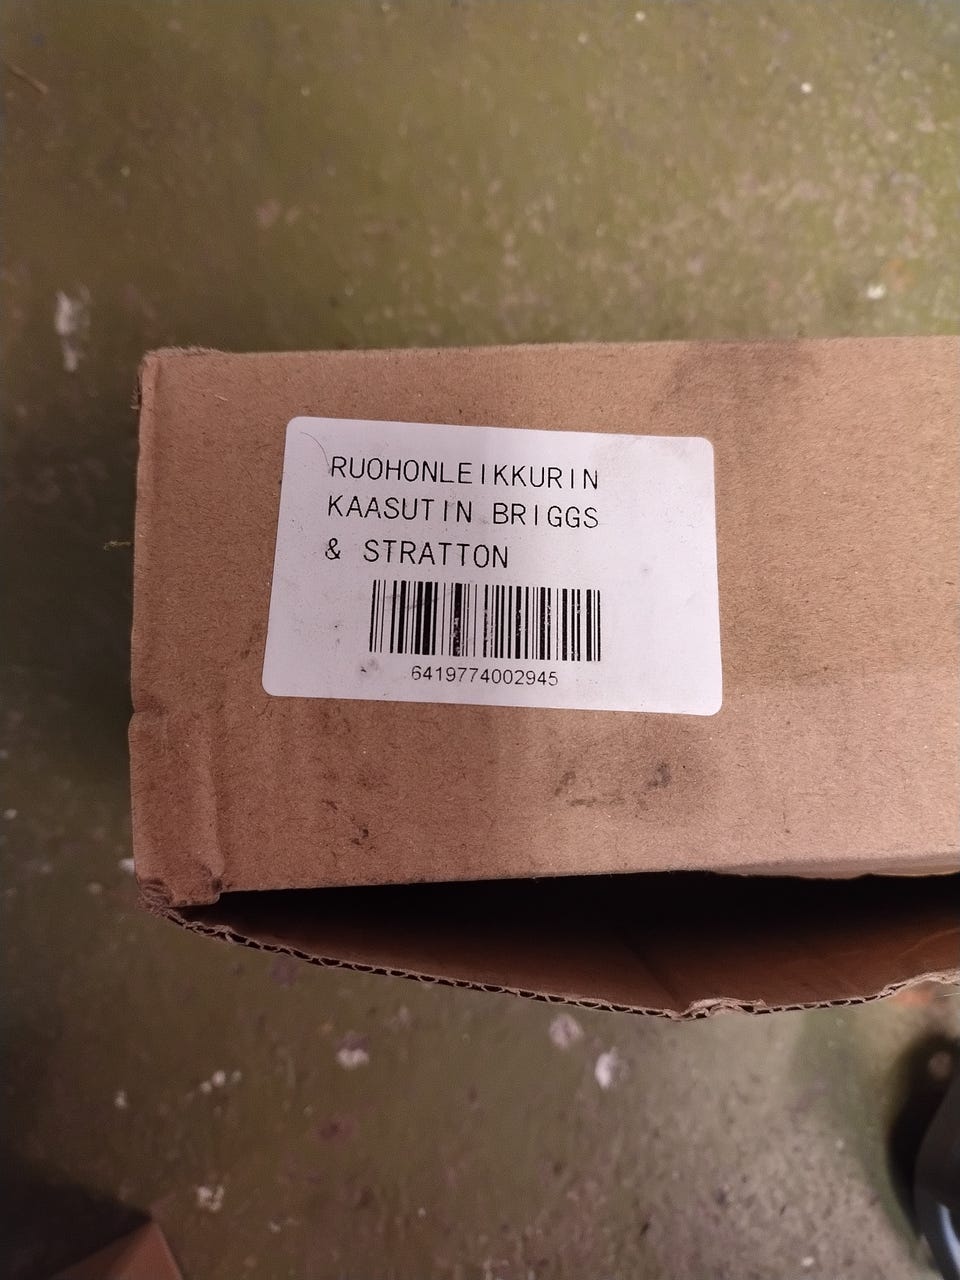 RUOHONLEIKKURIN
KAASUTIN BRIGGS
& STRATTON
6419774002945